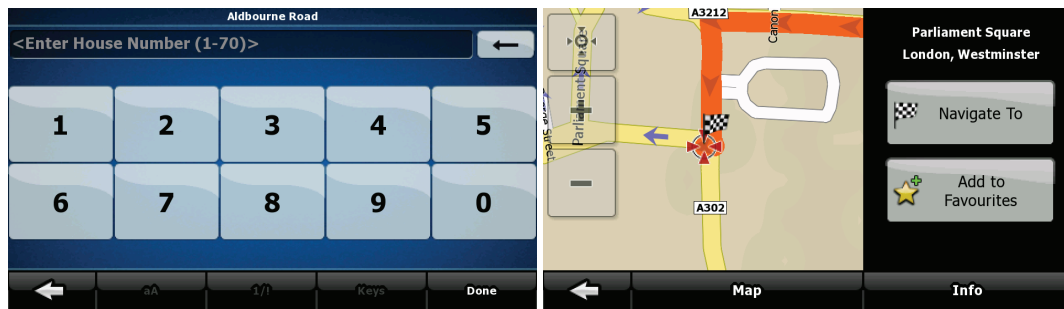 Aldbourne Road
<Enter House Number (1-70)>
1 2 3 4 5
6 7 8 9 0
aA 1/! Keys Done
A3212
Canon
Parliament Square
Street
A302
Parliament Square
London, Westminster
Navigate To
Add to
Favourites
Map Info